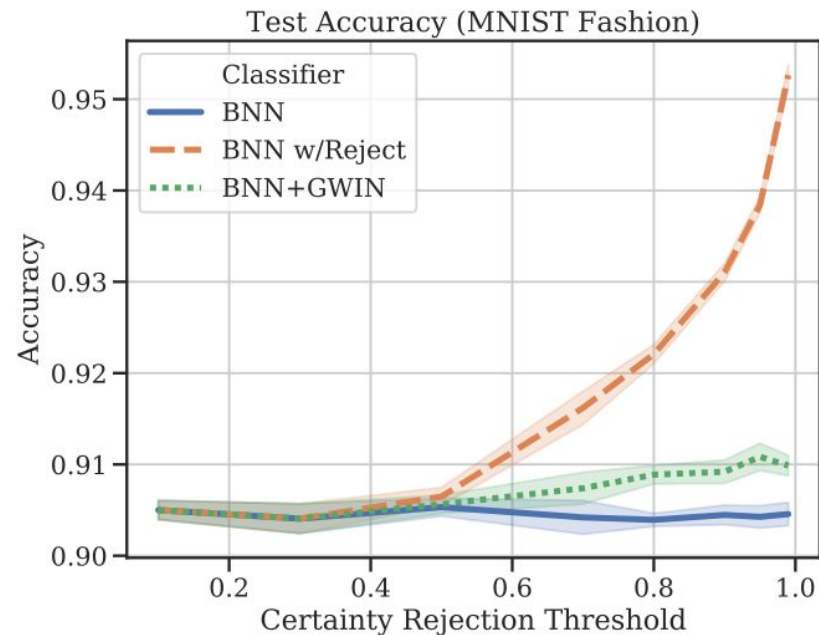 Test Accuracy (MNIST Fashion)
Classifier
BNN
BNN w/Reject
BNN+GWIN
Accuracy
0.95
0.94
0.93
0.92
0.91
0.90
0.2 0.4 0.6 0.8 1.0
Certainty Rejection Threshold